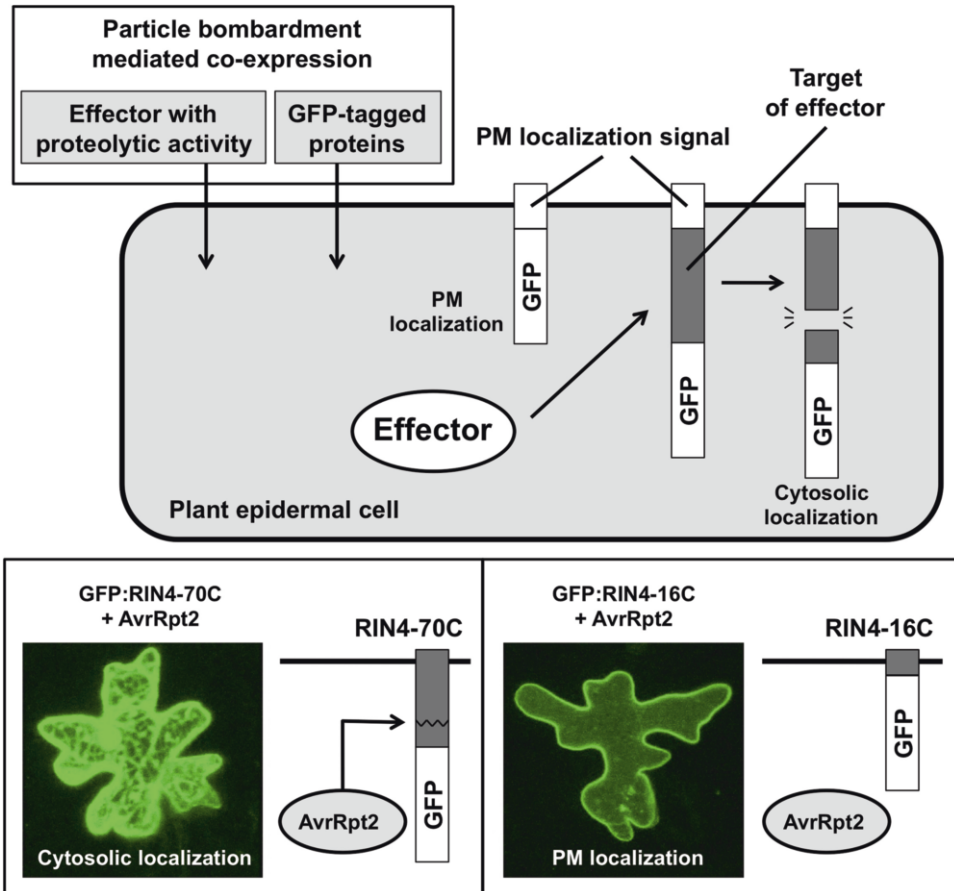 Particle bombardment
mediated co-expression
Effector with
proteolytic activity
GFP-tagged
proteins
Target
of effector
PM localization signal
GFP
PM
localization
GFP
GFP
Effector
Cytosolic
localization
Plant epidermal cell
GFP:RIN4-70C
+ AvrRpt2
RIN4-70C
GFP
AvrRpt2
Cytosolic localization
GFP:RIN4-16C
+ AvrRpt2
RIN4-16C
GFP
AvrRpt2
PM localization